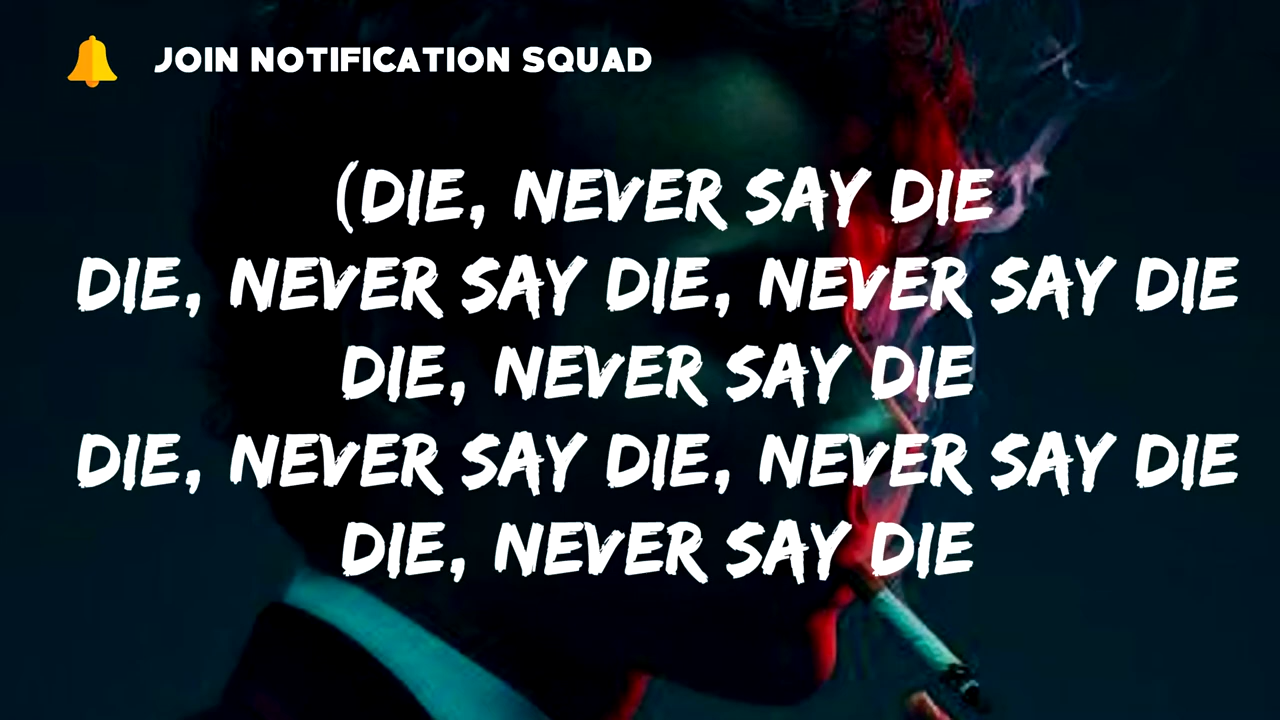 JOIN NOTIFICATION SQUAD
(DIE, NEVER SAY DIE
DIE, NEVER SAY DIE, NEVER SAY DIE
DIE, NEVER SAY DIE
DIE, NEVER SAY DIE, NEVER SAY DIE
DIE, NEVER SAY DIE